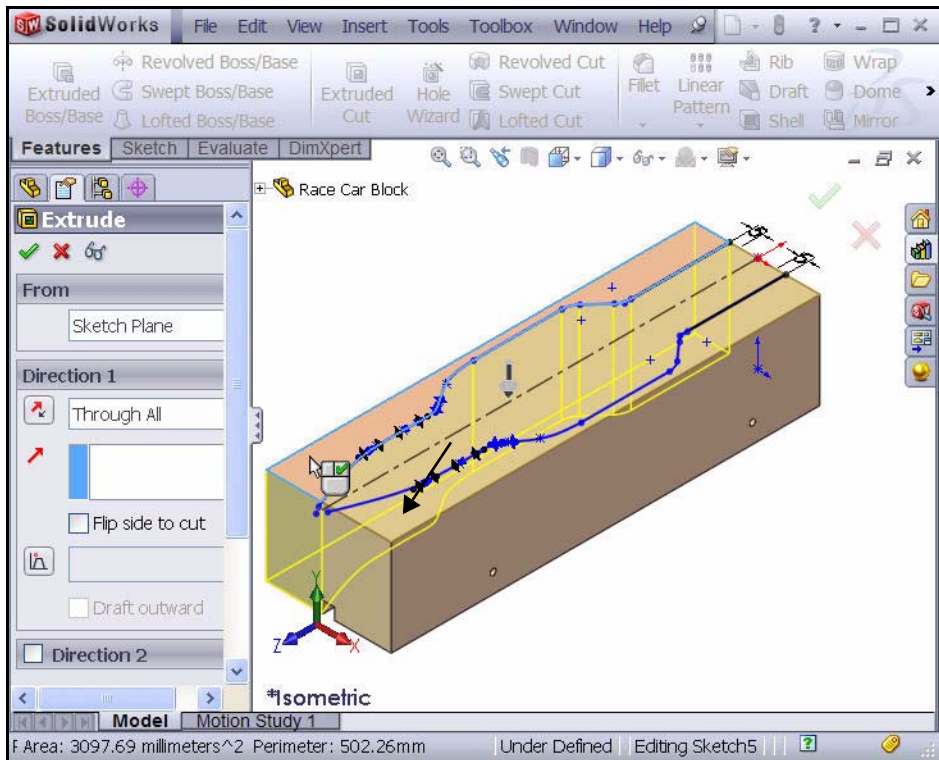 SolidWorks File Edit View Insert Tools Toolbox Window Help ?
Extruded Boss/Base
Revolved Boss/Base
Swept Boss/Base
Lofted Boss/Base
Extruded Cut
Hole Wizard
Revolved Cut
Swept Cut
Lofted Cut
Fillet
Linear Pattern
Rib
Draft
Shell
Wrap
Dome
Mirror
Features Sketch Evaluate DimXpert
Race Car Block
Extrude
From
Sketch Plane
Direction 1
Through All
Flip side to cut
Draft outward
Direction 2
Y
Z
X
*Isometric
Model Motion Study 1
F Area: 3097.69 millimeters^2 Perimeter: 502.26mm Under Defined Editing Sketch5 ?